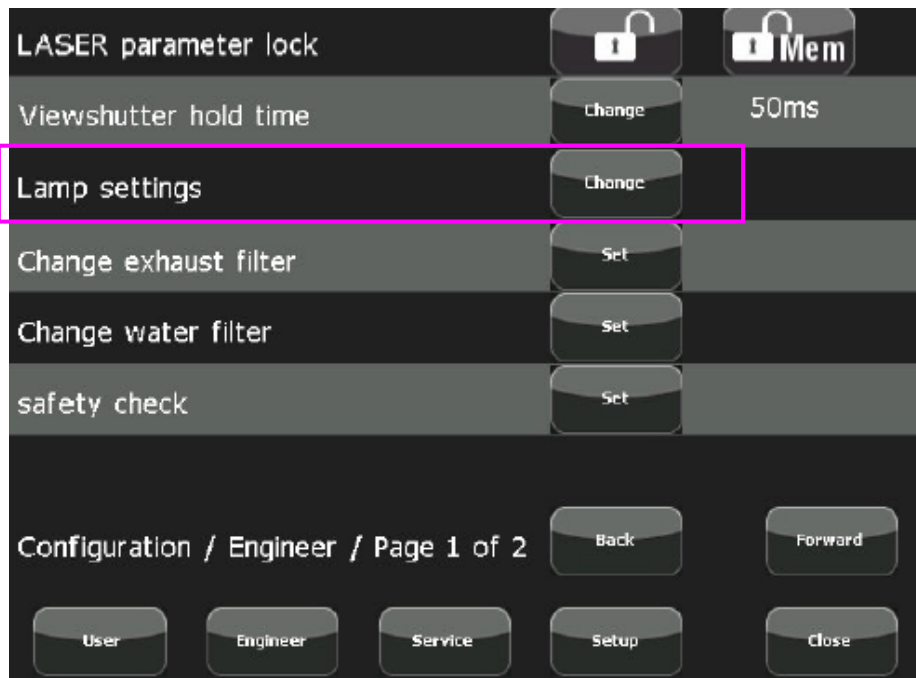 LASER parameter lock Mem
Viewshutter hold time Change 50ms
Lamp settings Change
Change exhaust filter Set
Change water filter Set
safety check Set
Configuration / Engineer / Page 1 of 2 Back Forward
User Engineer Service Setup Close